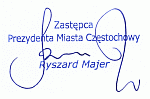 Zastępca
Prezydenta Miasta Częstochowy
Ryszard Majer